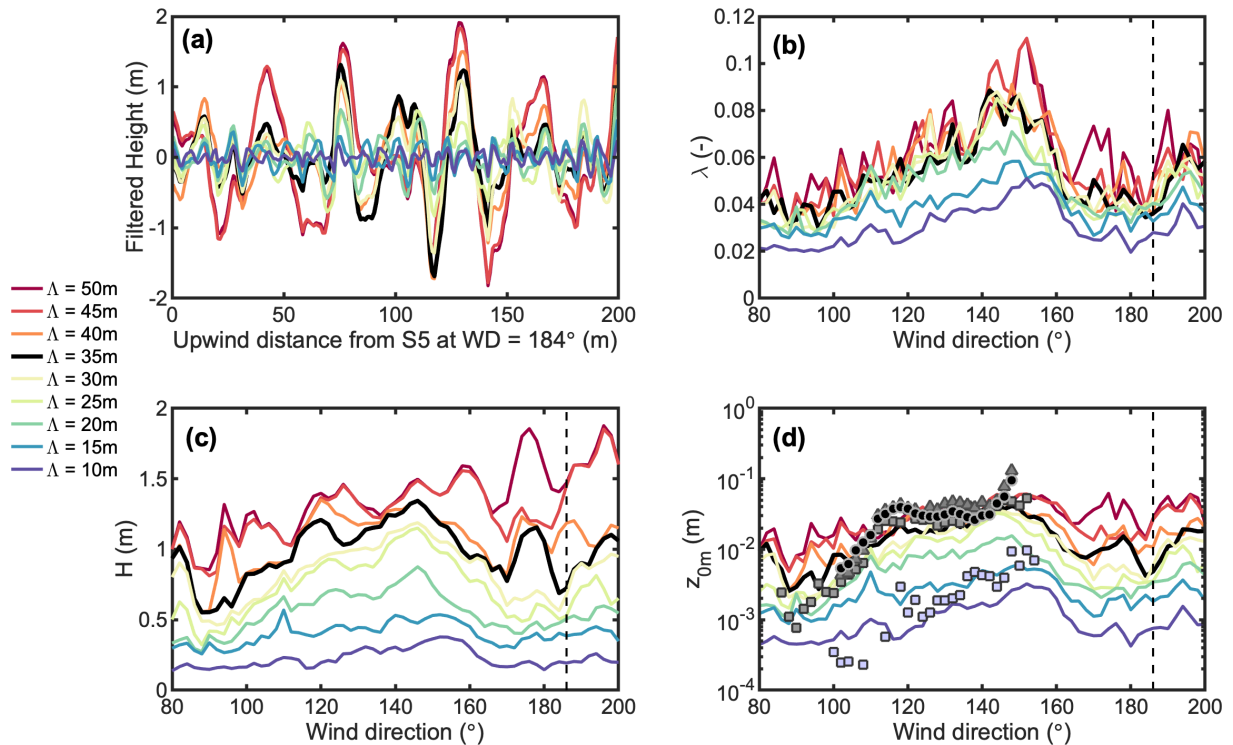 (a)
2
1
0
-1
-2
Filtered Height (m)
0
50
100
150
200
Upwind distance from S5 at WD = 184° (m)
(b)
0.12
0.1
0.08
0.06
0.04
0.02
0
λ (-)
80
100
120
140
160
180
200
Wind direction (°)
Λ = 50m
Λ = 45m
Λ = 40m
Λ = 35m
Λ = 30m
Λ = 25m
Λ = 20m
Λ = 15m
Λ = 10m
(c)
2
1.5
1
0.5
0
H (m)
80
100
120
140
160
180
200
Wind direction (°)
(d)
10⁰
10⁻¹
10⁻²
10⁻³
10⁻⁴
z₀ₘ (m)
80
100
120
140
160
180
200
Wind direction (°)